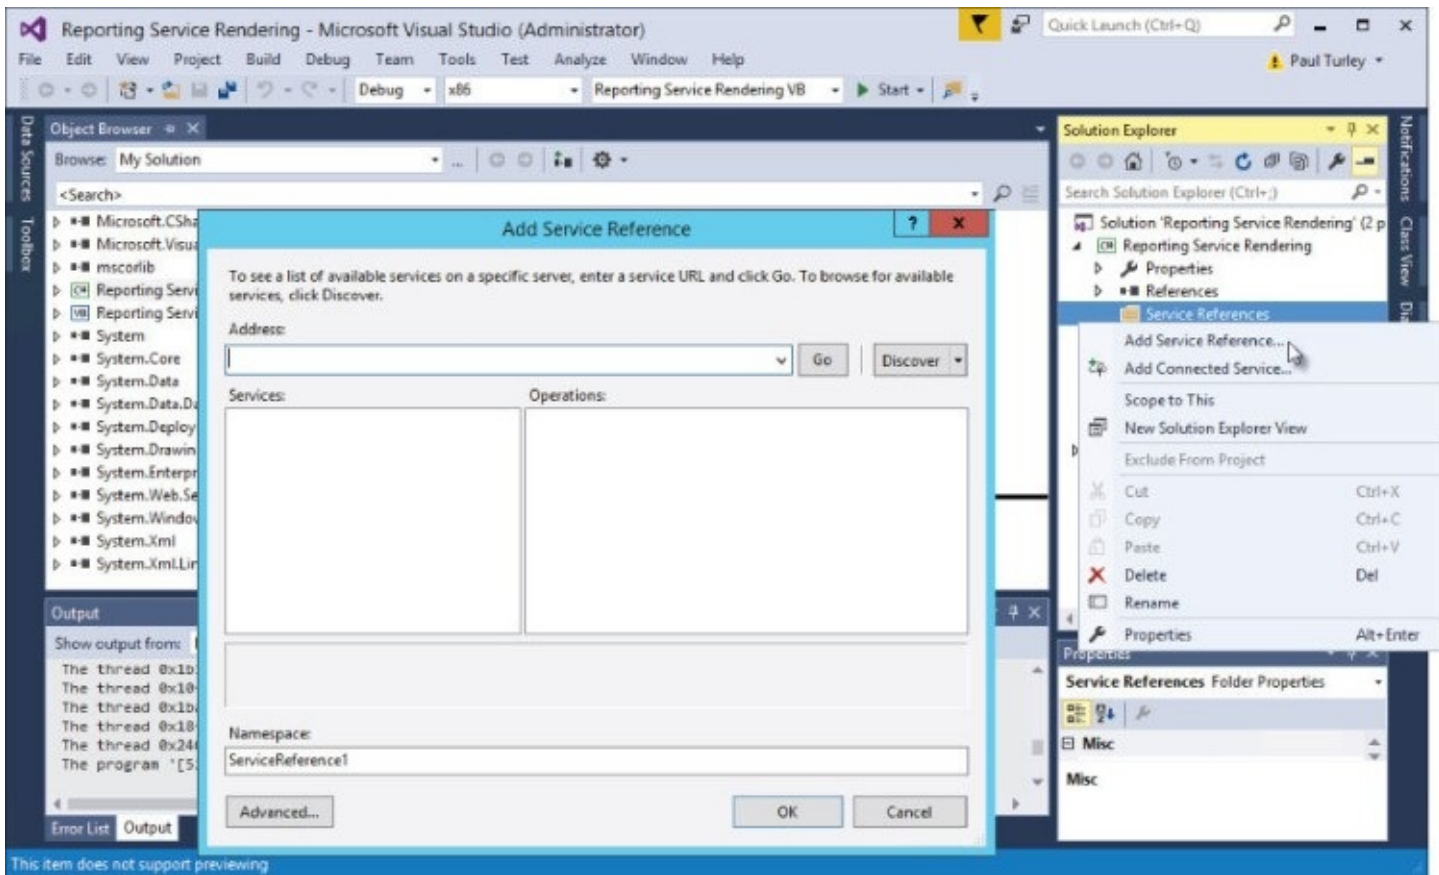 Reporting Service Rendering - Microsoft Visual Studio (Administrator)
Quick Launch (Ctrl+Q)
File Edit View Project Build Debug Team Tools Test Analyze Window Help
Paul Turley
Debug x86 Reporting Service Rendering VB Start
Data Sources
Toolbox
Object Browser
Browse: My Solution
<Search>
Microsoft.CSha
Microsoft.Visua
mscorlib
Reporting Servi
Reporting Servi
System
System.Core
System.Data
System.Data.Da
System.Deploy
System.Drawin
System.Enterpr
System.Web.Se
System.Window
System.Xml
System.Xml.Lin
Add Service Reference
To see a list of available services on a specific server, enter a service URL and click Go. To browse for available
services, click Discover.
Address:
Go Discover
Services: Operations:
Namespace:
ServiceReference1
Advanced... OK Cancel
Output
Show output from:
The thread 0x1b
The thread 0x10
The thread 0x1b
The thread 0x18
The thread 0x24
The program '[5
Error List Output
This item does not support previewing
Solution Explorer
Search Solution Explorer (Ctrl+;)
Solution 'Reporting Service Rendering' (2 p
Reporting Service Rendering
Properties
References
Service References
Add Service Reference...
Add Connected Service...
Scope to This
New Solution Explorer View
Exclude From Project
Cut Ctrl+X
Copy Ctrl+C
Paste Ctrl+V
Delete Del
Rename
Properties Alt+Enter
Properties
Service References Folder Properties
Misc
Misc
Notifications
Class View
Dia